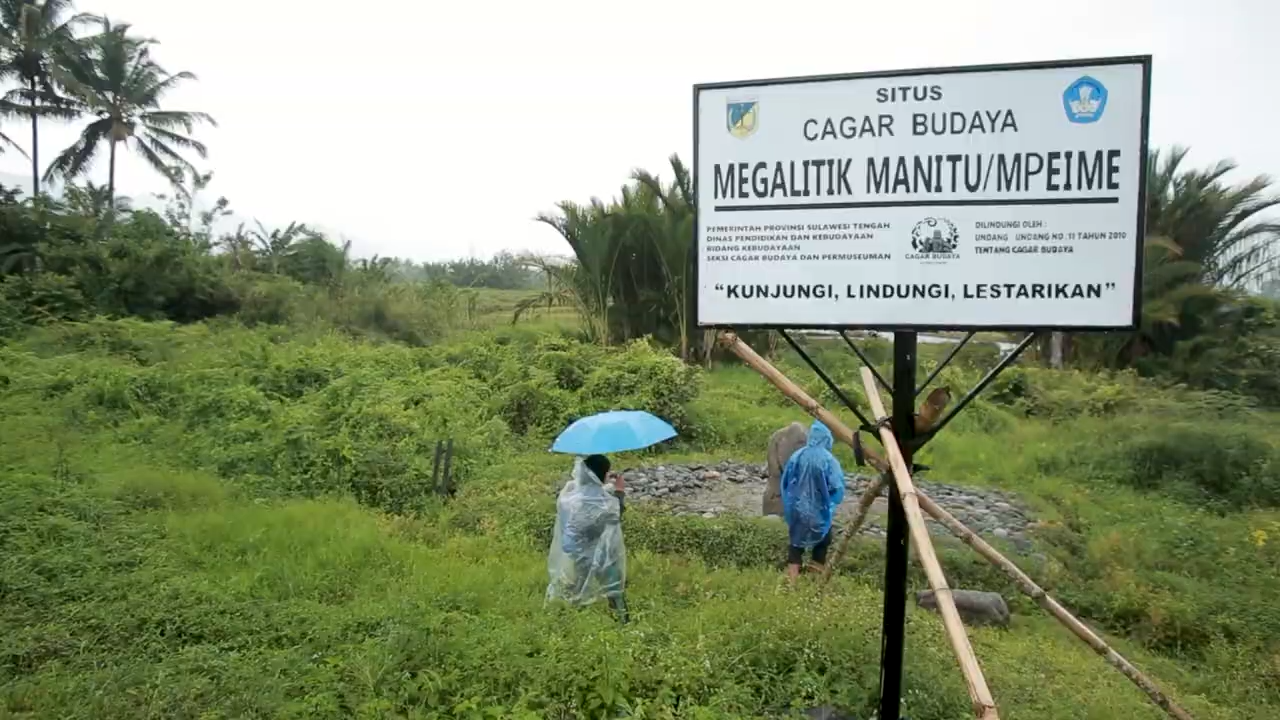 SITUS
CAGAR BUDAYA
MEGALITIK MANITU/MPEIME
PEMERINTAH PROVINSI SULAWESI TENGAH
DINAS PENDIDIKAN DAN KEBUDAYAAN
BIDANG KEBUDAYAAN
SEKSI CAGAR BUDAYA DAN PERMUSEUMAN
CAGAR BUDAYA
DILINDUNGI OLEH :
UNDANG - UNDANG NO : 11 TAHUN 2010
TENTANG CAGAR BUDAYA
“KUNJUNGI, LINDUNGI, LESTARIKAN”